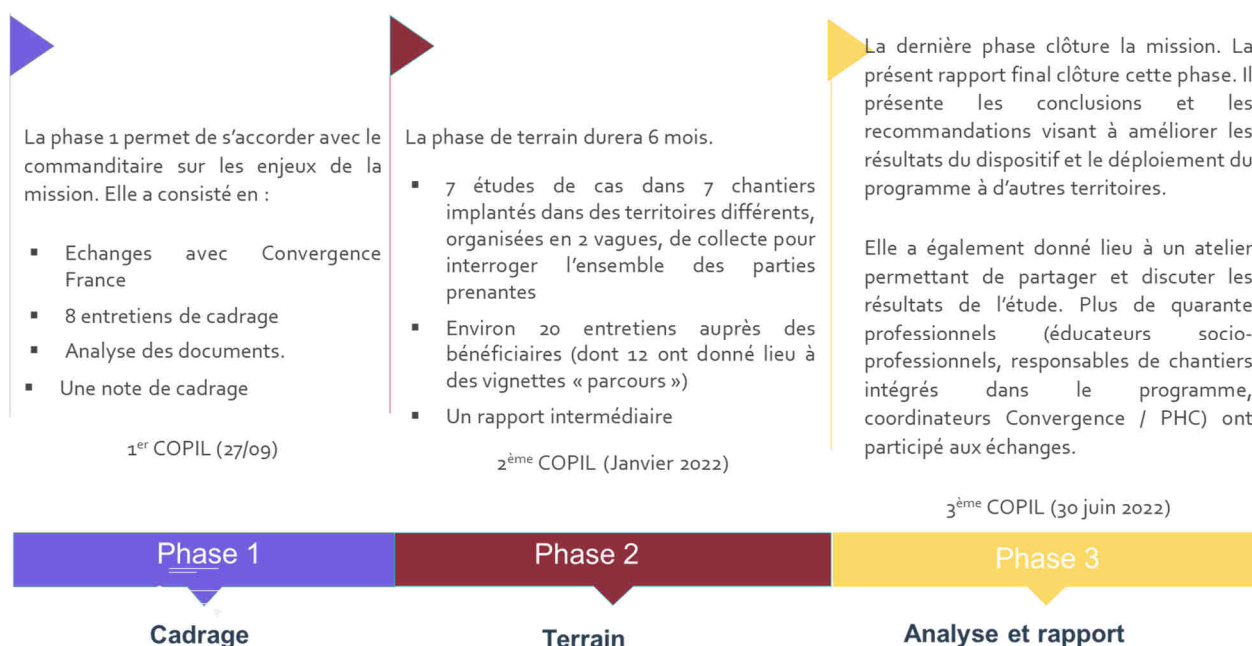 La phase 1 permet de s’accorder avec le
commanditaire sur les enjeux de la
mission. Elle a consisté en :
▪ Echanges avec Convergence
France
▪ 8 entretiens de cadrage
▪ Analyse des documents.
▪ Une note de cadrage
1er COPIL (27/09)
La phase de terrain durera 6 mois.
▪ 7 études de cas dans 7 chantiers
implantés dans des territoires différents,
organisées en 2 vagues, de collecte pour
interroger l’ensemble des parties
prenantes
▪ Environ 20 entretiens auprès des
bénéficiaires (dont 12 ont donné lieu à
des vignettes « parcours »)
▪ Un rapport intermédiaire
2ème COPIL (Janvier 2022)
La dernière phase clôture la mission. La
présent rapport final clôture cette phase. Il
présente les conclusions et les
recommandations visant à améliorer les
résultats du dispositif et le déploiement du
programme à d’autres territoires.
Elle a également donné lieu à un atelier
permettant de partager et discuter les
résultats de l’étude. Plus de quarante
professionnels (éducateurs socio-
professionnels, responsables de chantiers
intégrés dans le programme,
coordinateurs Convergence / PHC) ont
participé aux échanges.
3ème COPIL (30 juin 2022)
Phase 1
Phase 2
Phase 3
Cadrage
Terrain
Analyse et rapport